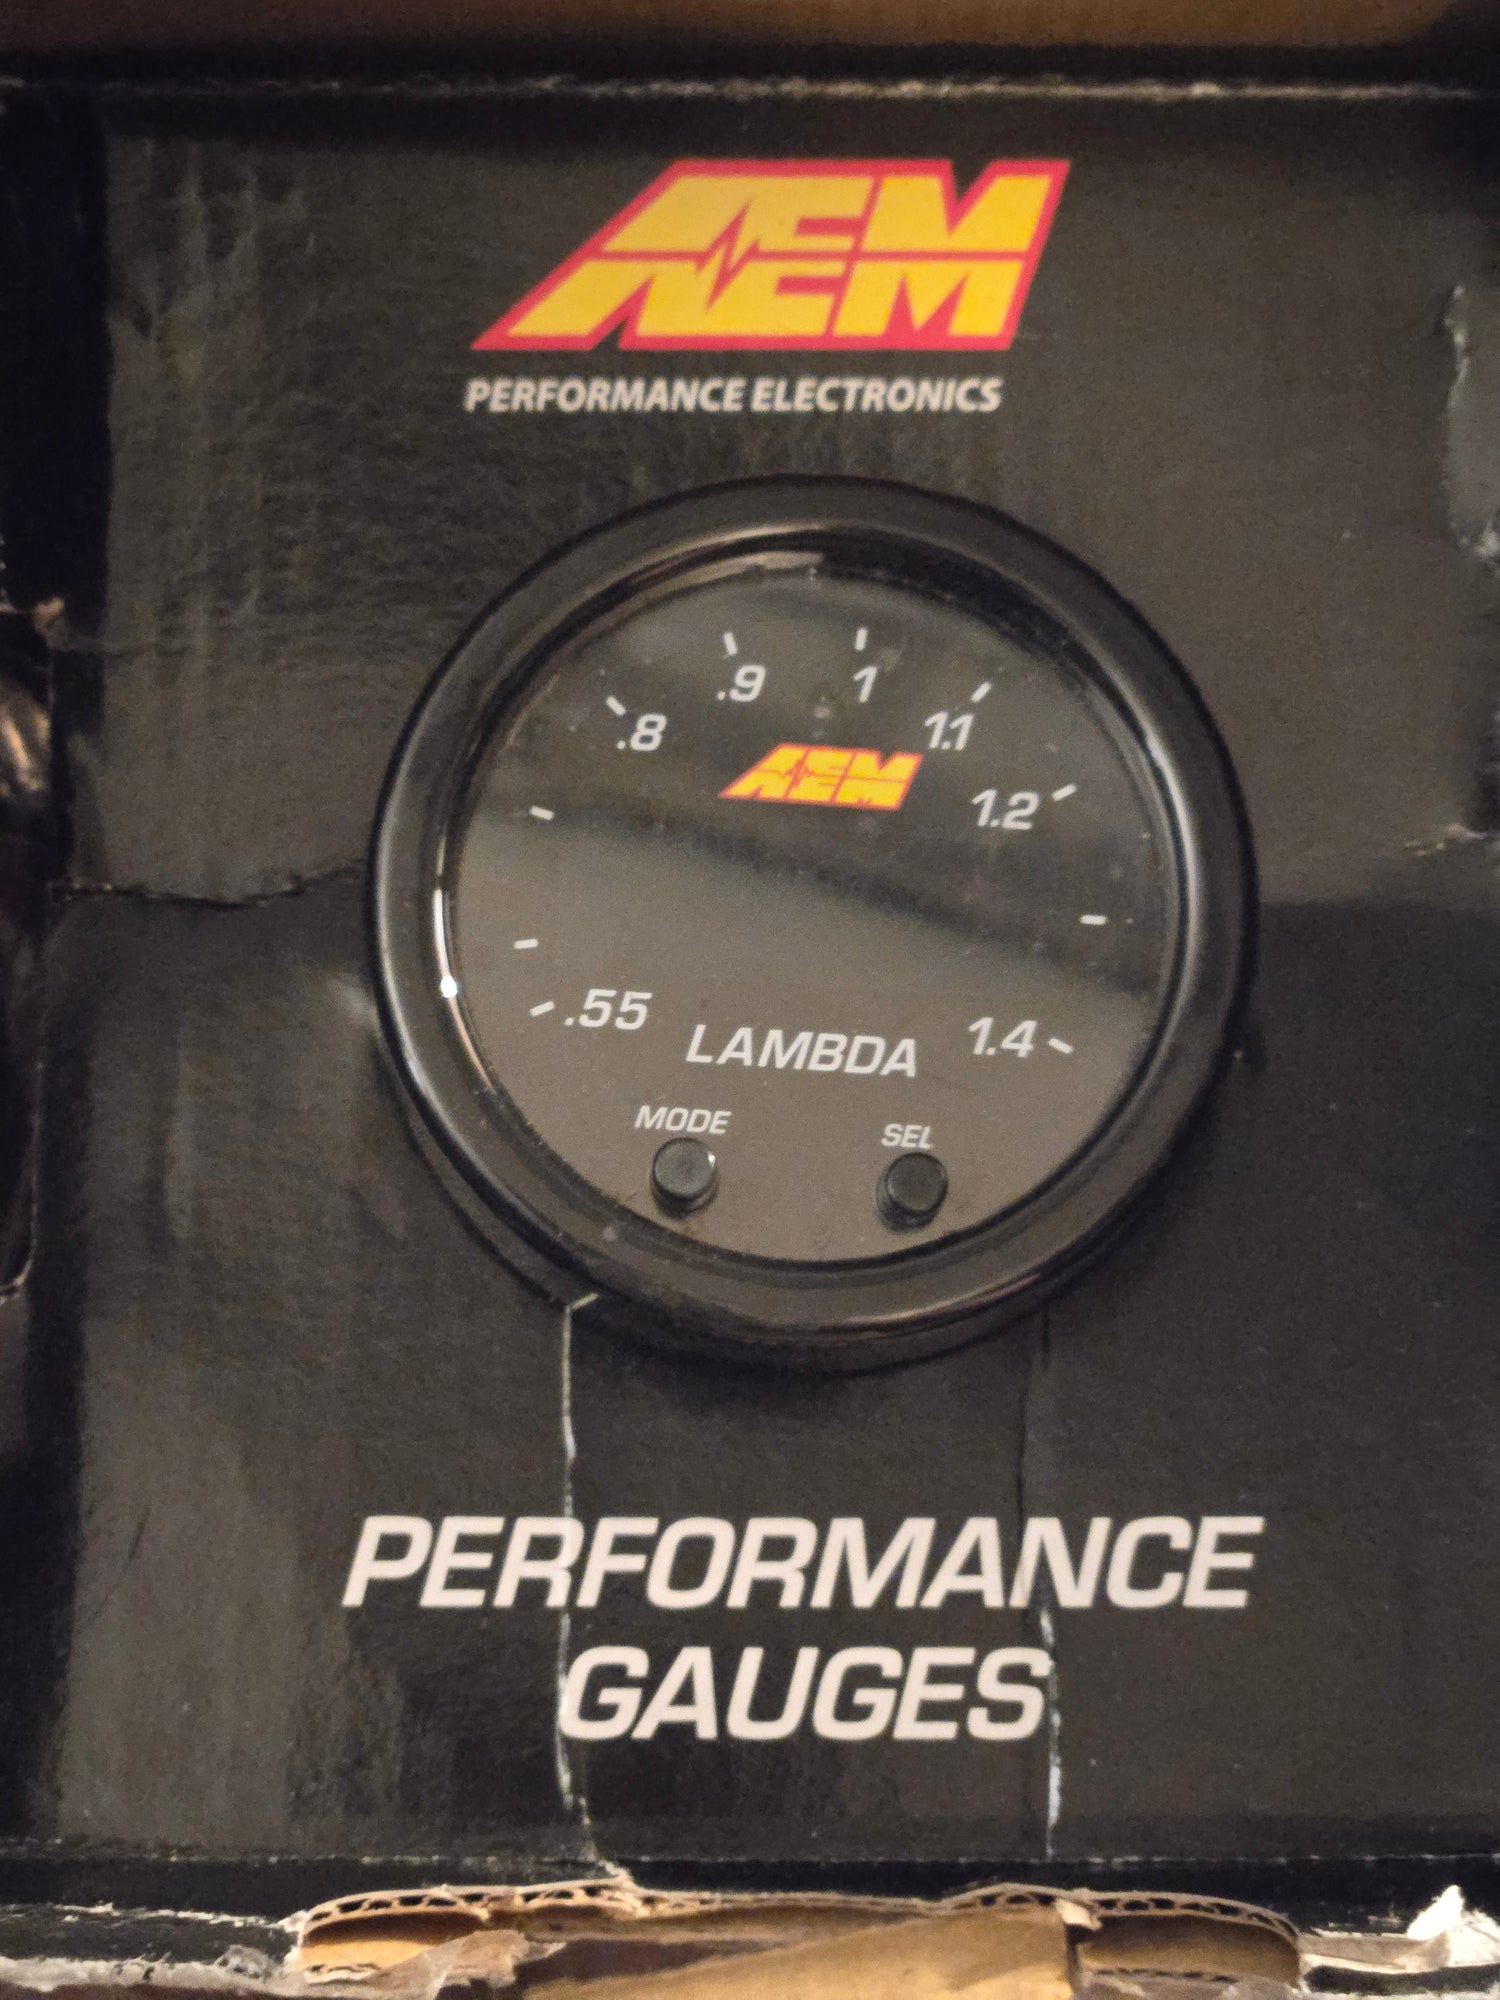 AEM
PERFORMANCE ELECTRONICS
.8 .9 1 1.1 1.2
AEM
.55 LAMBDA 1.4
MODE SEL
PERFORMANCE
GAUGES